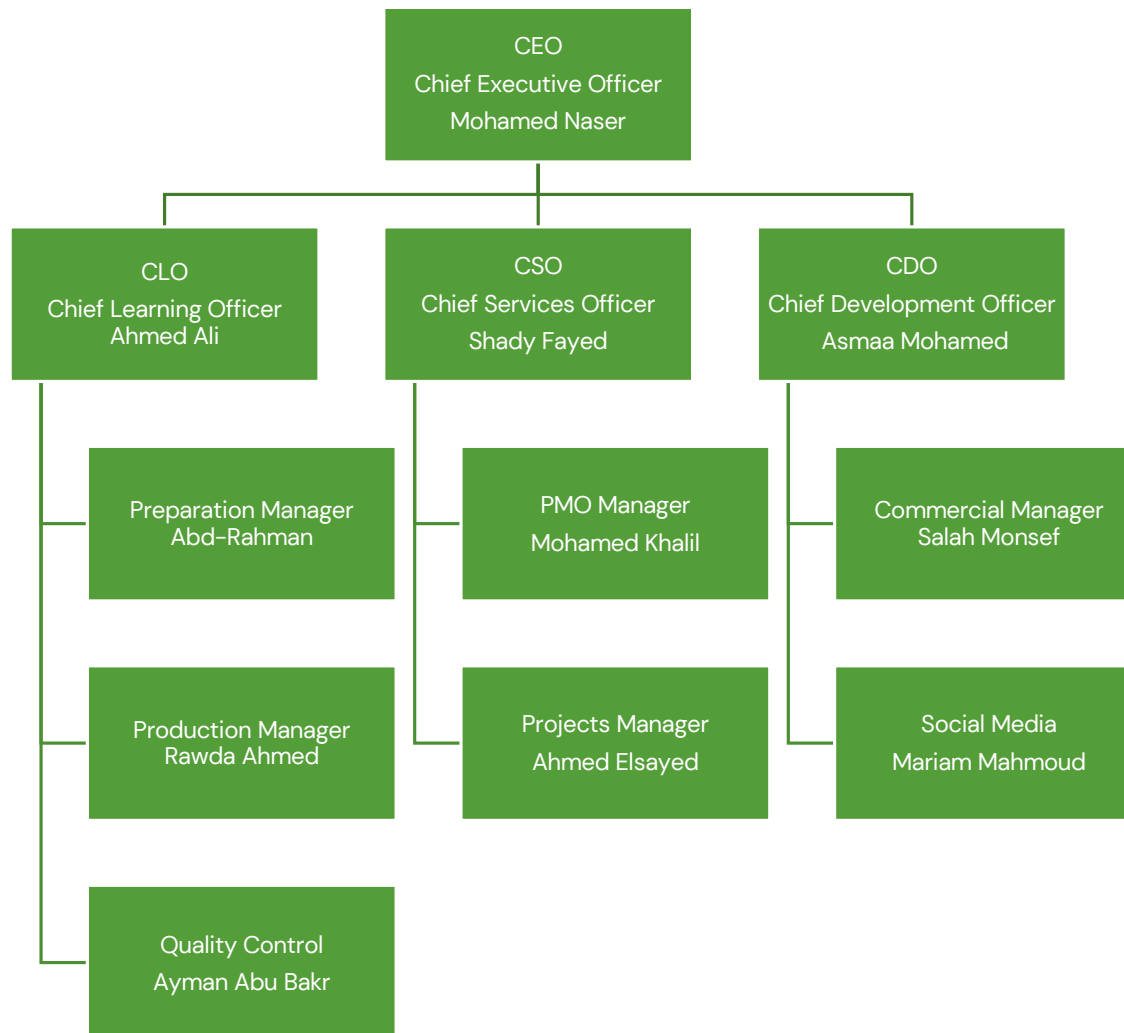 CEO
Chief Executive Officer
Mohamed Naser
CLO
Chief Learning Officer
Ahmed Ali
CSO
Chief Services Officer
Shady Fayed
CDO
Chief Development Officer
Asmaa Mohamed
Preparation Manager
Abd-Rahman
PMO Manager
Mohamed Khalil
Commercial Manager
Salah Monsef
Production Manager
Rawda Ahmed
Projects Manager
Ahmed Elsayed
Social Media
Mariam Mahmoud
Quality Control
Ayman Abu Bakr